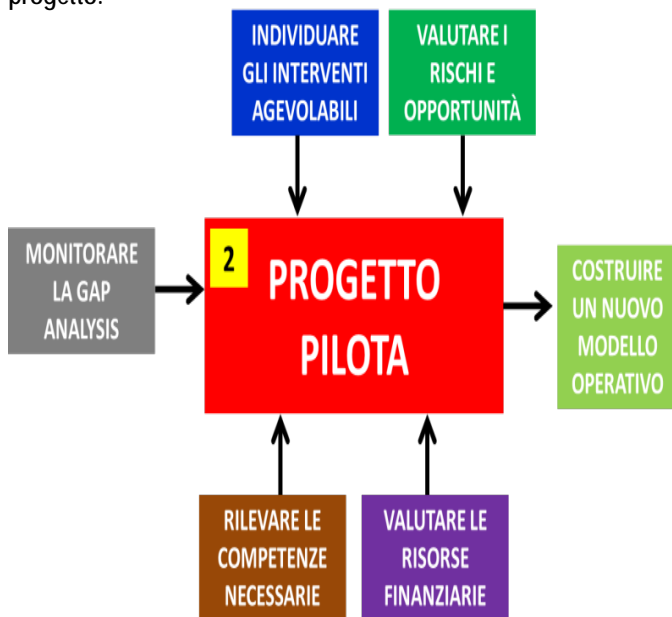 progetto.
INDIVIDUARE
GLI INTERVENTI
AGEVOLABILI
VALUTARE I
RISCHI E
OPPORTUNITÀ
MONITORARE
LA GAP
ANALYSIS
2
PROGETTO
PILOTA
COSTRUIRE
UN NUOVO
MODELLO
OPERATIVO
RILEVARE LE
COMPETENZE
NECESSARIE
VALUTARE LE
RISORSE
FINANZIARIE